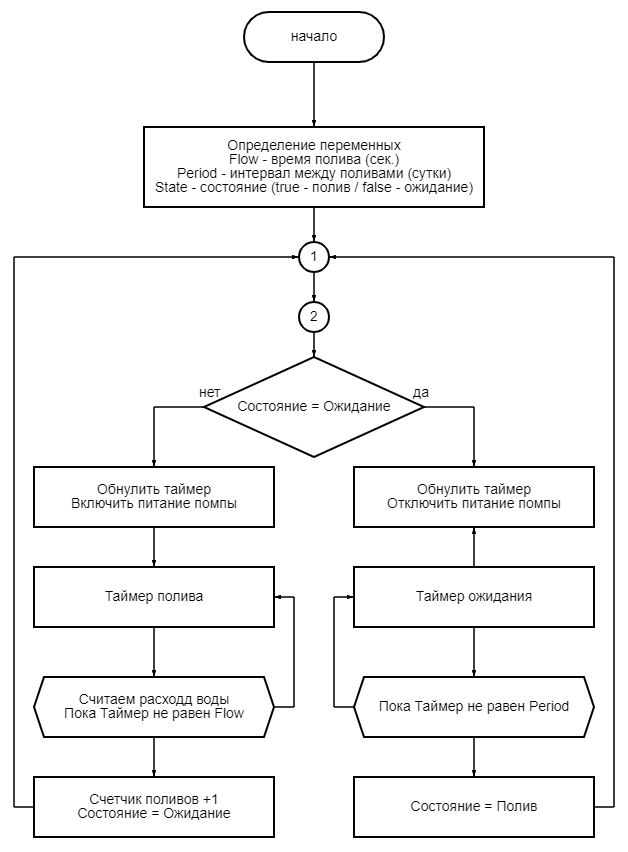 начало
Определение переменных
Flow - время полива (сек.)
Period - интервал между поливами (сутки)
State - состояние (true - полив / false - ожидание)
1
2
нет
да
Состояние = Ожидание
Обнулить таймер
Включить питание помпы
Обнулить таймер
Отключить питание помпы
Таймер полива
Таймер ожидания
Считаем расходд воды
Пока Таймер не равен Flow
Пока Таймер не равен Period
Счетчик поливов +1
Состояние = Ожидание
Состояние = Полив